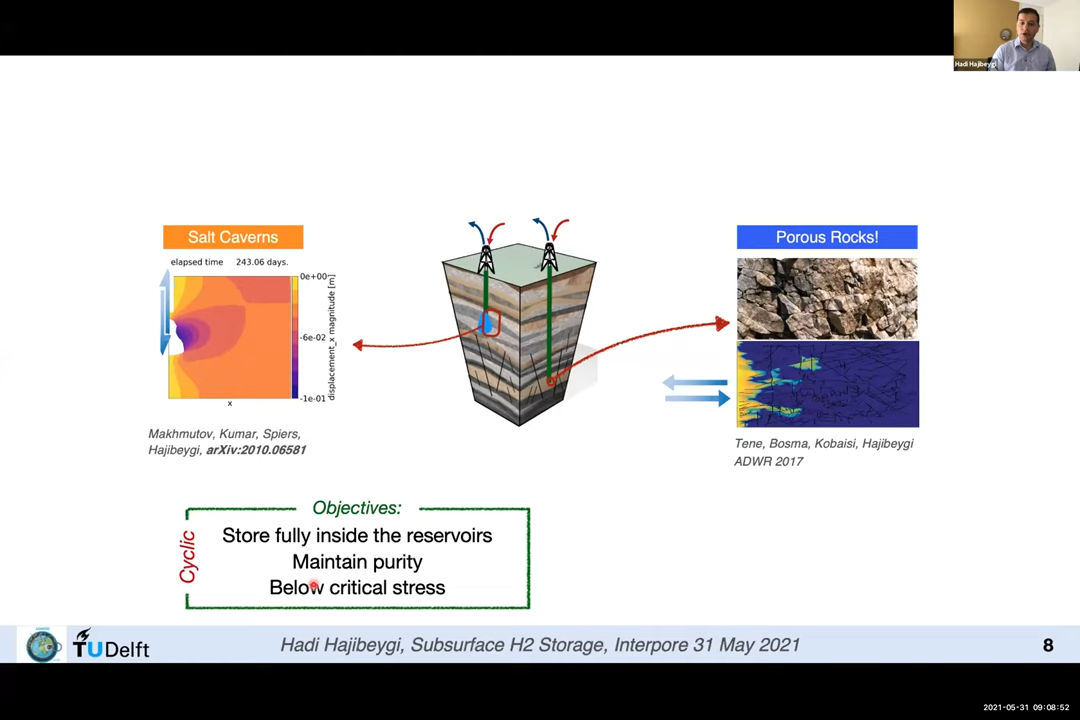 Hadi Hajibeygi
Salt Caverns
elapsed time 243.06 days.
0e+00
-6e-02
-1e-01
displacement_x magnitude [m]
x
Makhmutov, Kumar, Spiers,
Hajibeygi, arXiv:2010.06581
Porous Rocks!
Tene, Bosma, Kobaisi, Hajibeygi
ADWR 2017
Objectives:
Cyclic
Store fully inside the reservoirs
Maintain purity
Below critical stress
TUDelft
Hadi Hajibeygi, Subsurface H2 Storage, Interpore 31 May 2021
8
2021-05-31 09:08:52